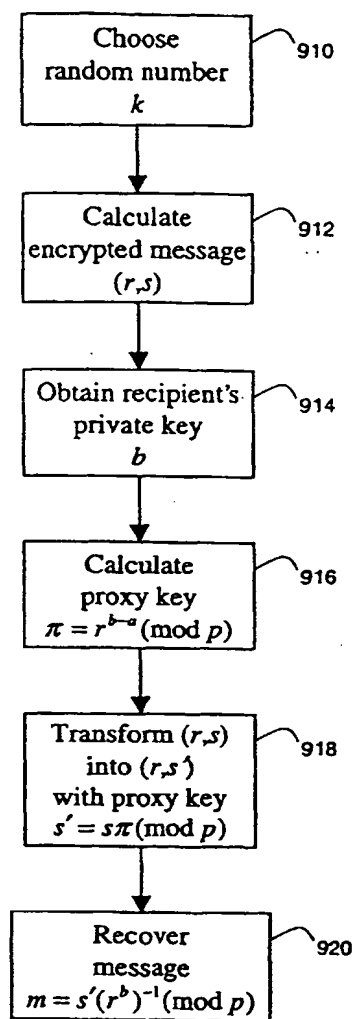 Choose
random number
k
910
Calculate
encrypted message
(r,s)
912
Obtain recipient's
private key
b
914
Calculate
proxy key
π = r^{b−a} (mod p)
916
Transform (r,s)
into (r,s′)
with proxy key
s′ = sπ (mod p)
918
Recover
message
m = s′(r^b)^{−1} (mod p)
920